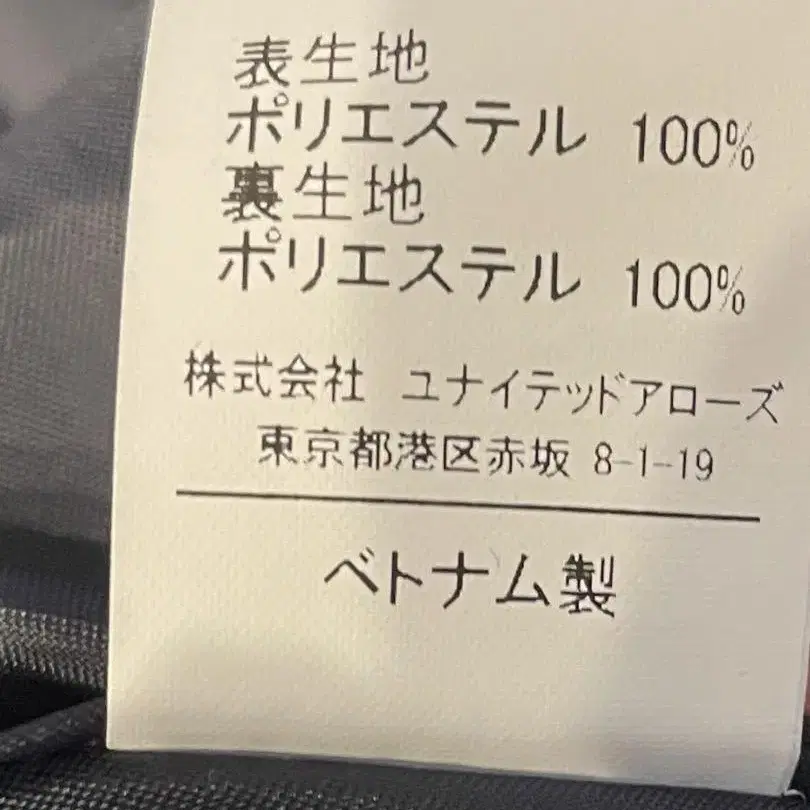 表生地
ポリエステル 100%
裏生地
ポリエステル 100%
株式会社 ユナイテッドアローズ
東京都港区赤坂 8-1-19
ベトナム製